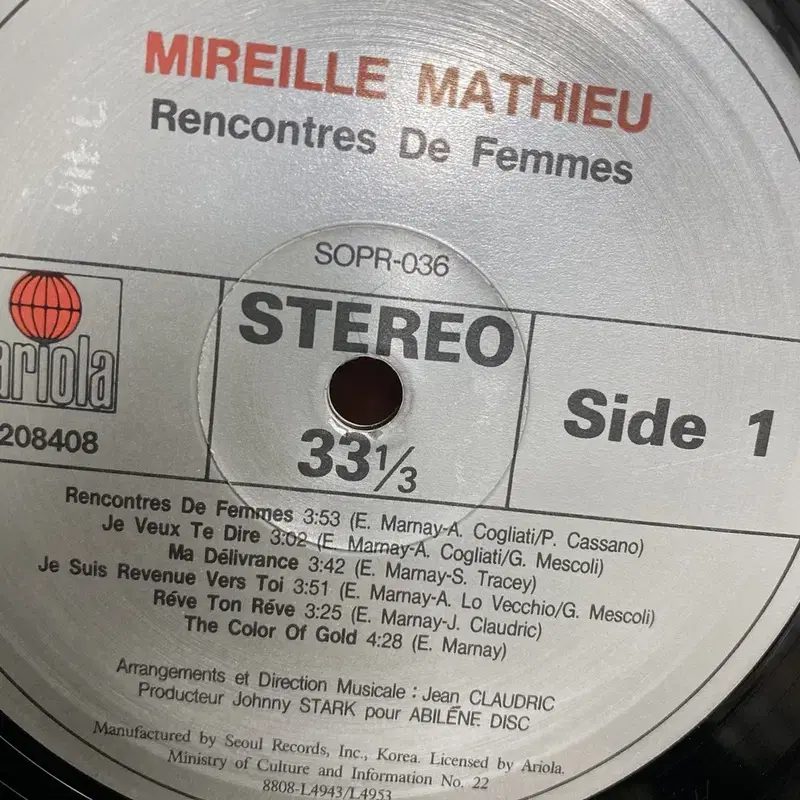 MIREILLE MATHIEU
Rencontres De Femmes
SOPR-036
ariola
208408
STEREO
33⅓
Side 1
Rencontres De Femmes 3:53 (E. Marnay-A. Cogliati/P. Cassano)
Je Veux Te Dire 3:02 (E. Marnay-A. Cogliati/G. Mescoli)
Ma Délivrance 3:42 (E. Marnay-S. Tracey)
Je Suis Revenue Vers Toi 3:51 (E. Marnay-A. Lo Vecchio/G. Mescoli)
Réve Ton Réve 3:25 (E. Marnay-J. Claudric)
The Color Of Gold 4:28 (E. Marnay)
Arrangements et Direction Musicale : Jean CLAUDRIC
Producteur Johnny STARK pour ABILÉNE DISC
Manufactured by Seoul Records, Inc., Korea. Licensed by Ariola.
Ministry of Culture and Information No. 22
8808-L4943/L4953